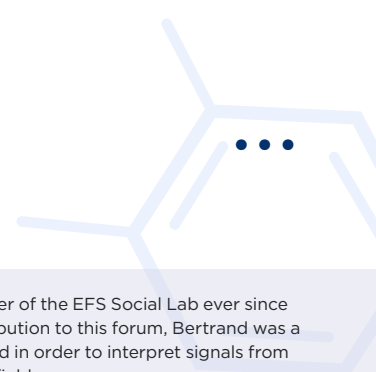 er of the EFS Social Lab ever since
bution to this forum, Bertrand was a
d in order to interpret signals from